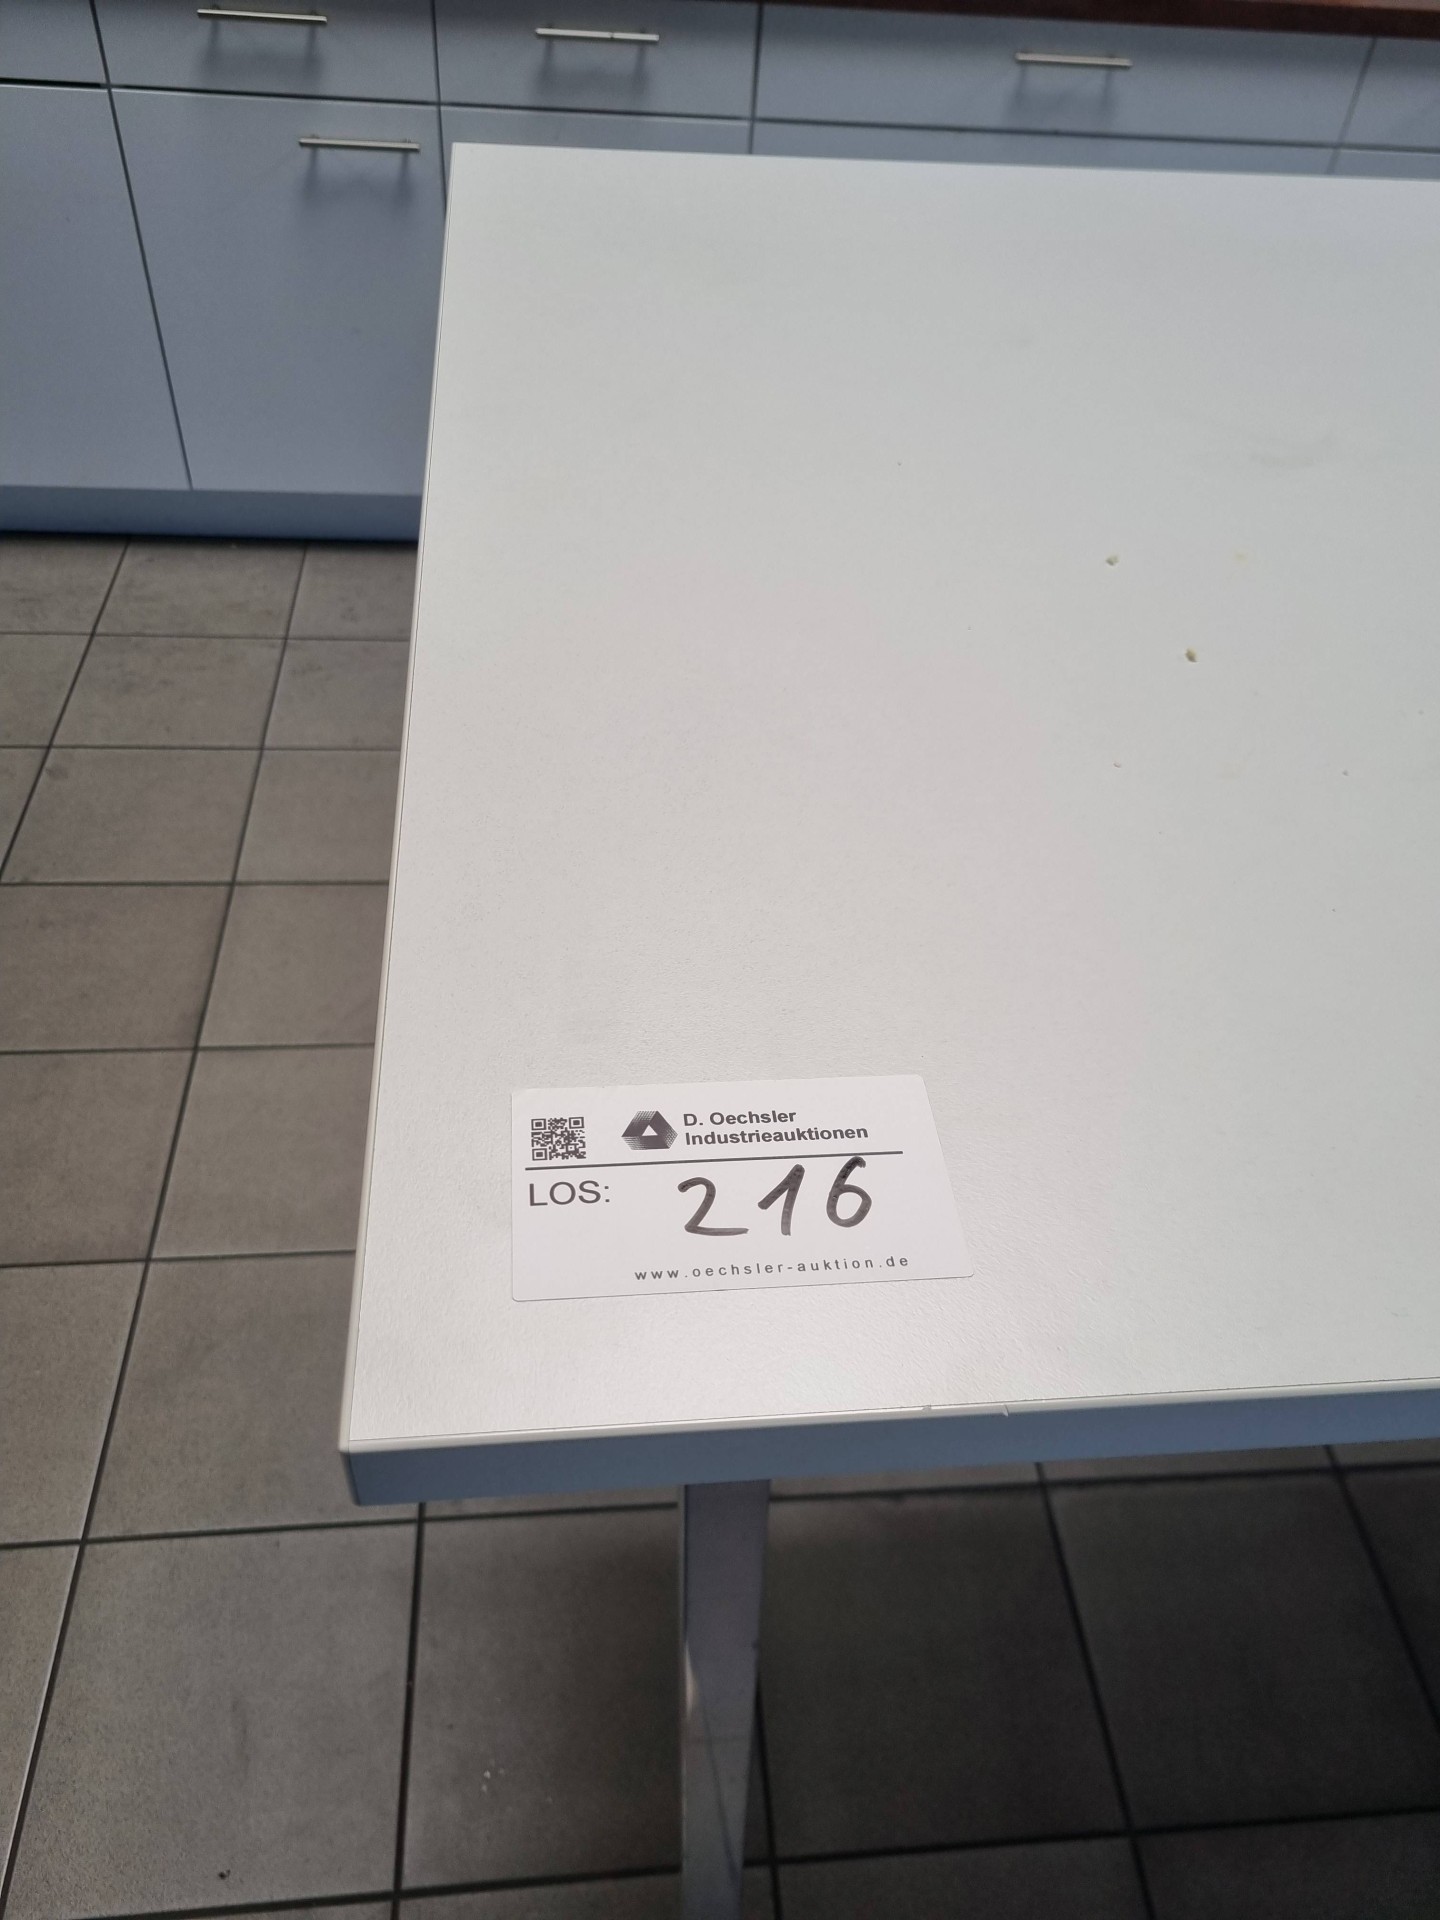 D. Oechsler
Industrieauktionen
LOS: 216
www.oechsler-auktion.de